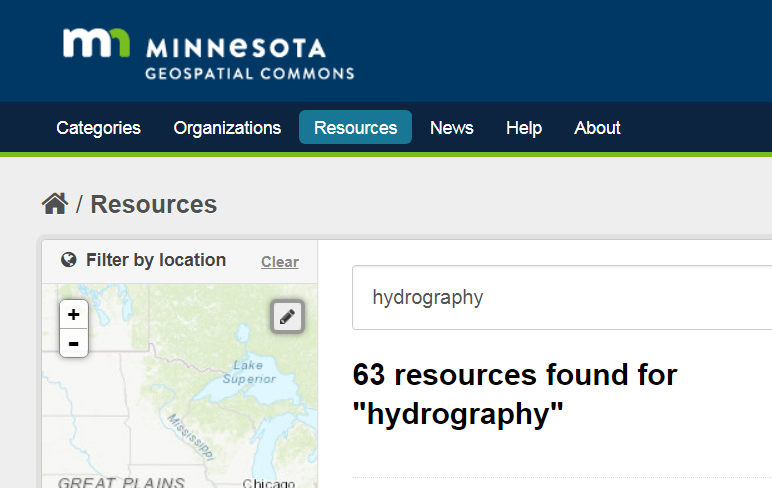 mn MINNESOTA
GEOSPATIAL COMMONS
Categories Organizations Resources News Help About
/ Resources
Filter by location Clear
+
-
Lake
Superior
Mississippi
GREAT PLAINS
Chicago
hydrography
63 resources found for
"hydrography"